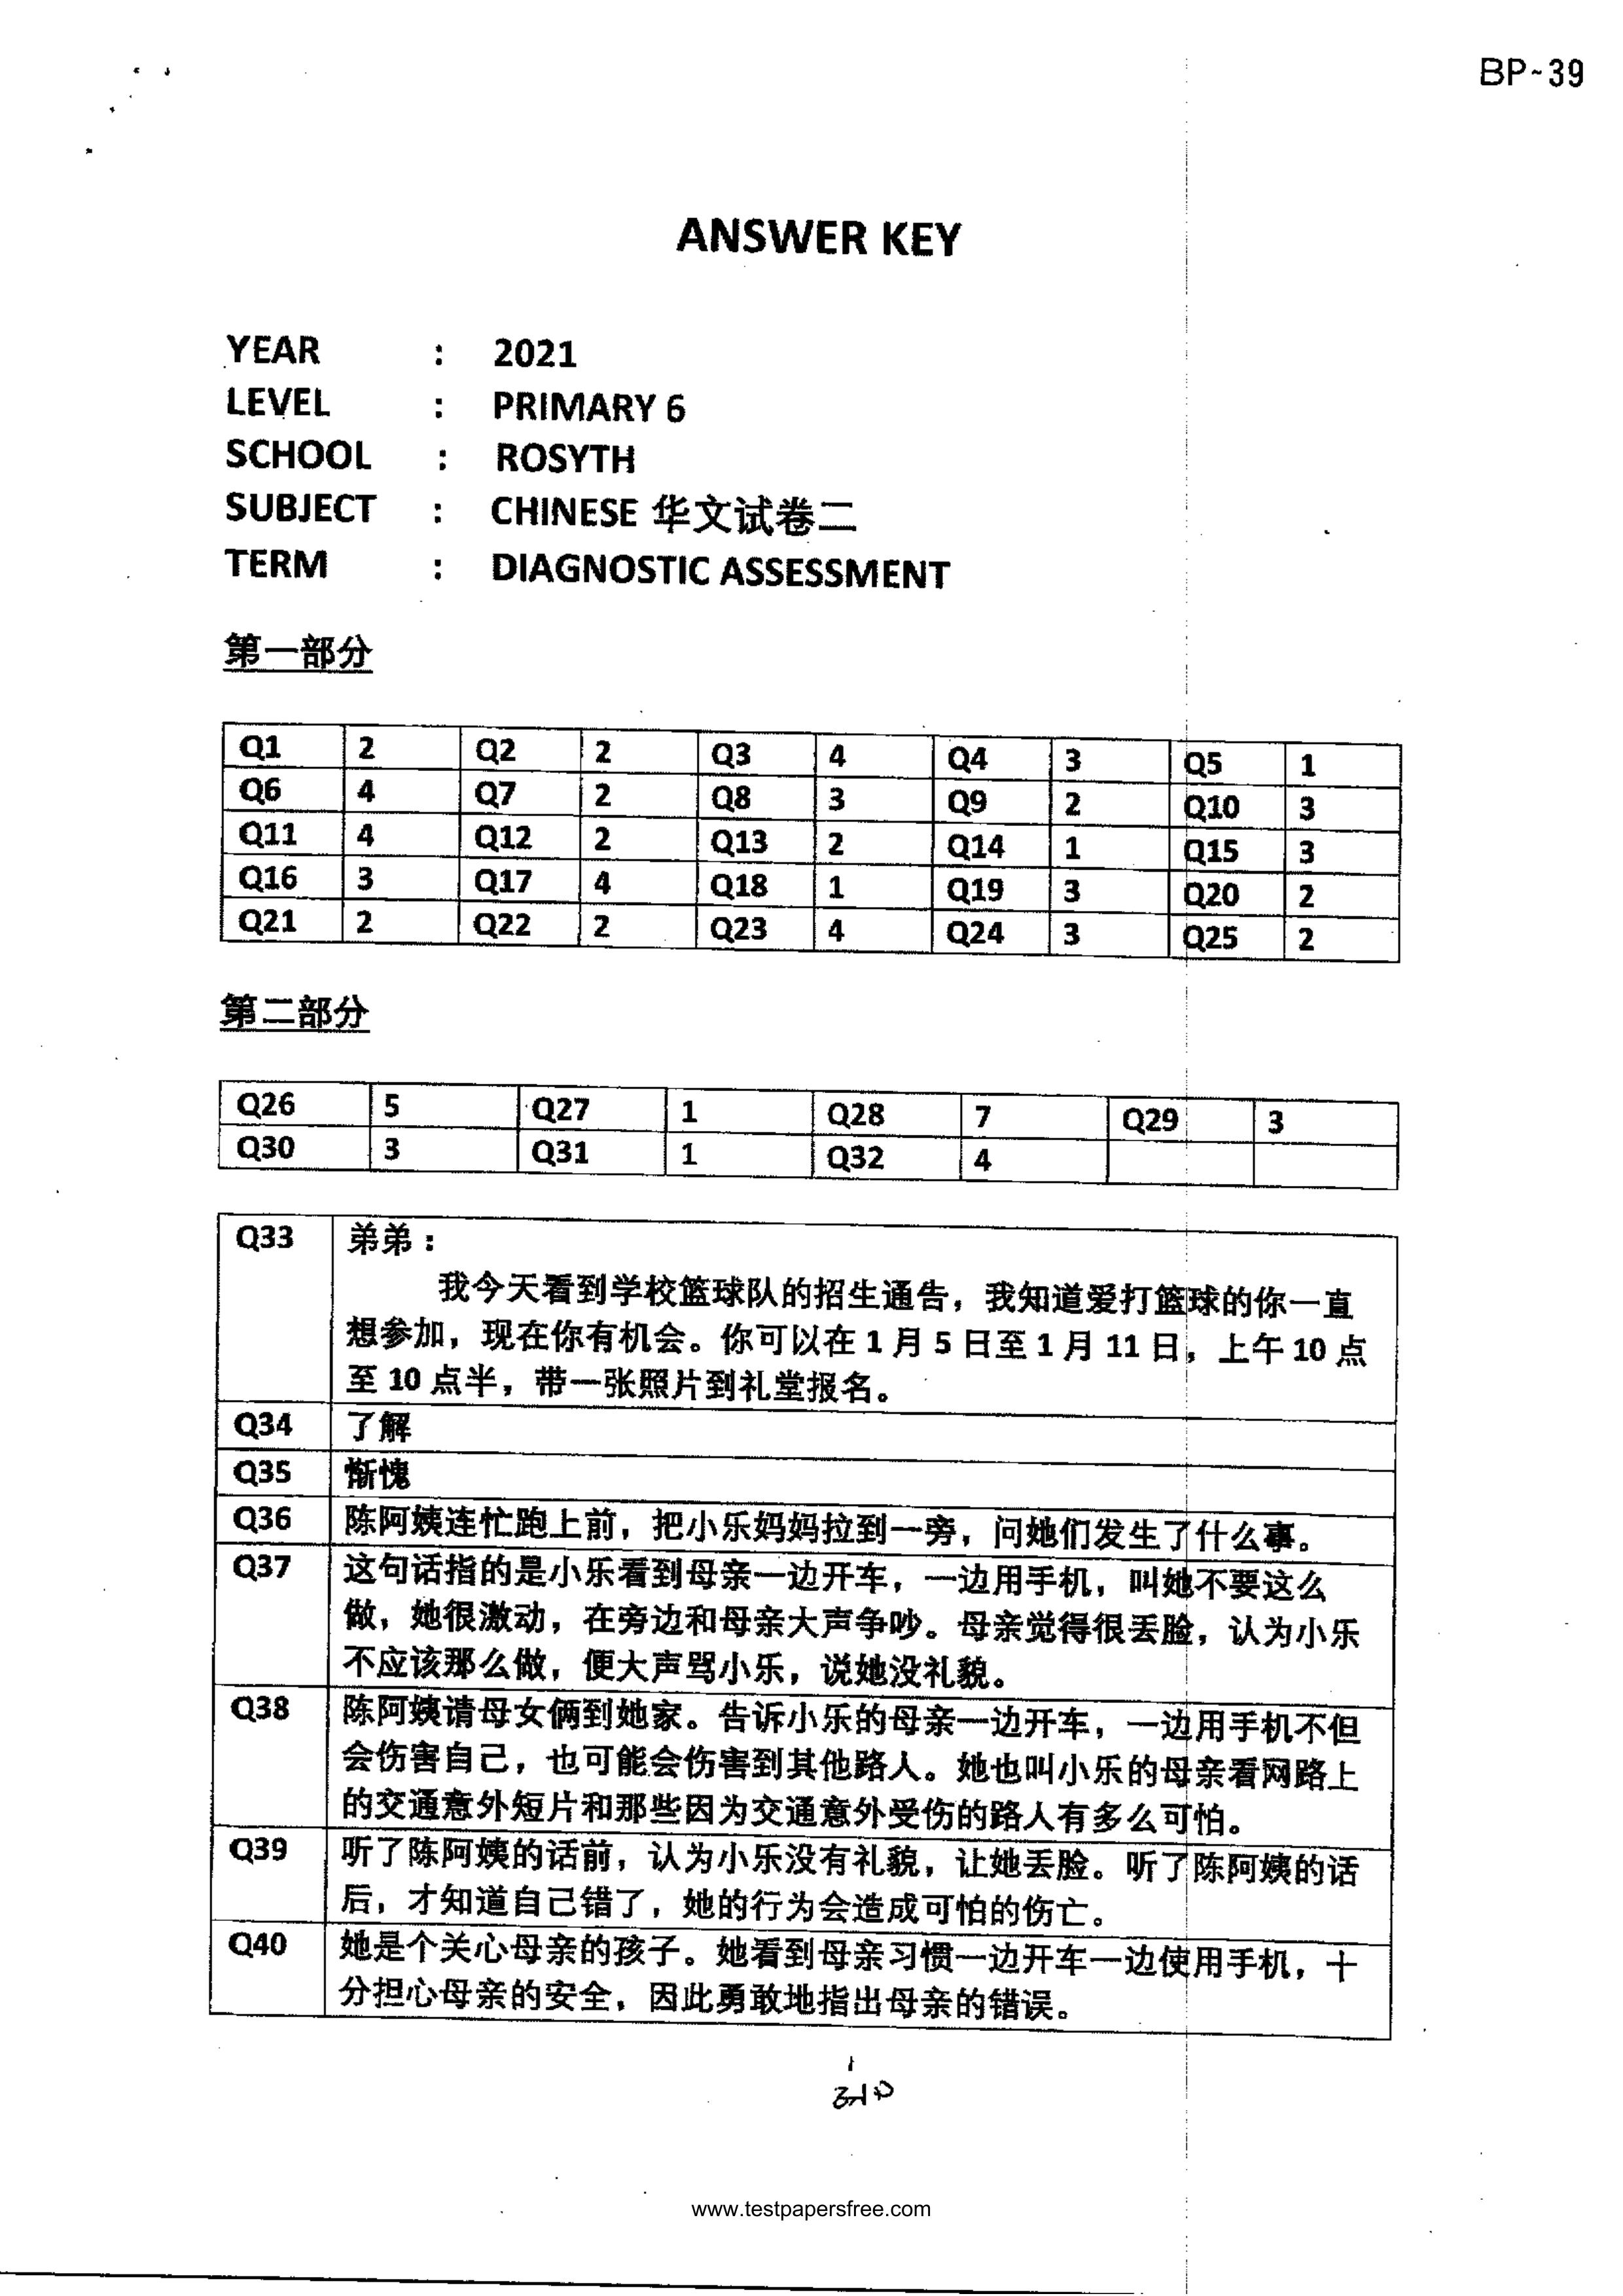 BP~39
ANSWER KEY
YEAR : 2021
LEVEL : PRIMARY 6
SCHOOL : ROSYTH
SUBJECT : CHINESE 华文试卷二
TERM : DIAGNOSTIC ASSESSMENT
第一部分
Q1 2 Q2 2 Q3 4 Q4 3 Q5 1
Q6 4 Q7 2 Q8 3 Q9 2 Q10 3
Q11 4 Q12 2 Q13 2 Q14 1 Q15 3
Q16 3 Q17 4 Q18 1 Q19 3 Q20 2
Q21 2 Q22 2 Q23 4 Q24 3 Q25 2
第二部分
Q26 5 Q27 1 Q28 7 Q29 3
Q30 3 Q31 1 Q32 4
Q33 弟弟：
我今天看到学校篮球队的招生通告，我知道爱打篮球的你一直
想参加，现在你有机会。你可以在 1 月 5 日至 1 月 11 日，上午 10 点
至 10 点半，带一张照片到礼堂报名。
Q34 了解
Q35 惭愧
Q36 陈阿姨连忙跑上前，把小乐妈妈拉到一旁，问她们发生了什么事。
Q37 这句话指的是小乐看到母亲一边开车，一边用手机，叫她不要这么
做，她很激动，在旁边和母亲大声争吵。母亲觉得很丢脸，认为小乐
不应该那么做，便大声骂小乐，说她没礼貌。
Q38 陈阿姨请母女俩到她家。告诉小乐的母亲一边开车，一边用手机不但
会伤害自己，也可能会伤害到其他路人。她也叫小乐的母亲看网路上
的交通意外短片和那些因为交通意外受伤的路人有多么可怕。
Q39 听了陈阿姨的话前，认为小乐没有礼貌，让她丢脸。听了陈阿姨的话
后，才知道自己错了，她的行为会造成可怕的伤亡。
Q40 她是个关心母亲的孩子。她看到母亲习惯一边开车一边使用手机，十
分担心母亲的安全，因此勇敢地指出母亲的错误。
www.testpapersfree.com